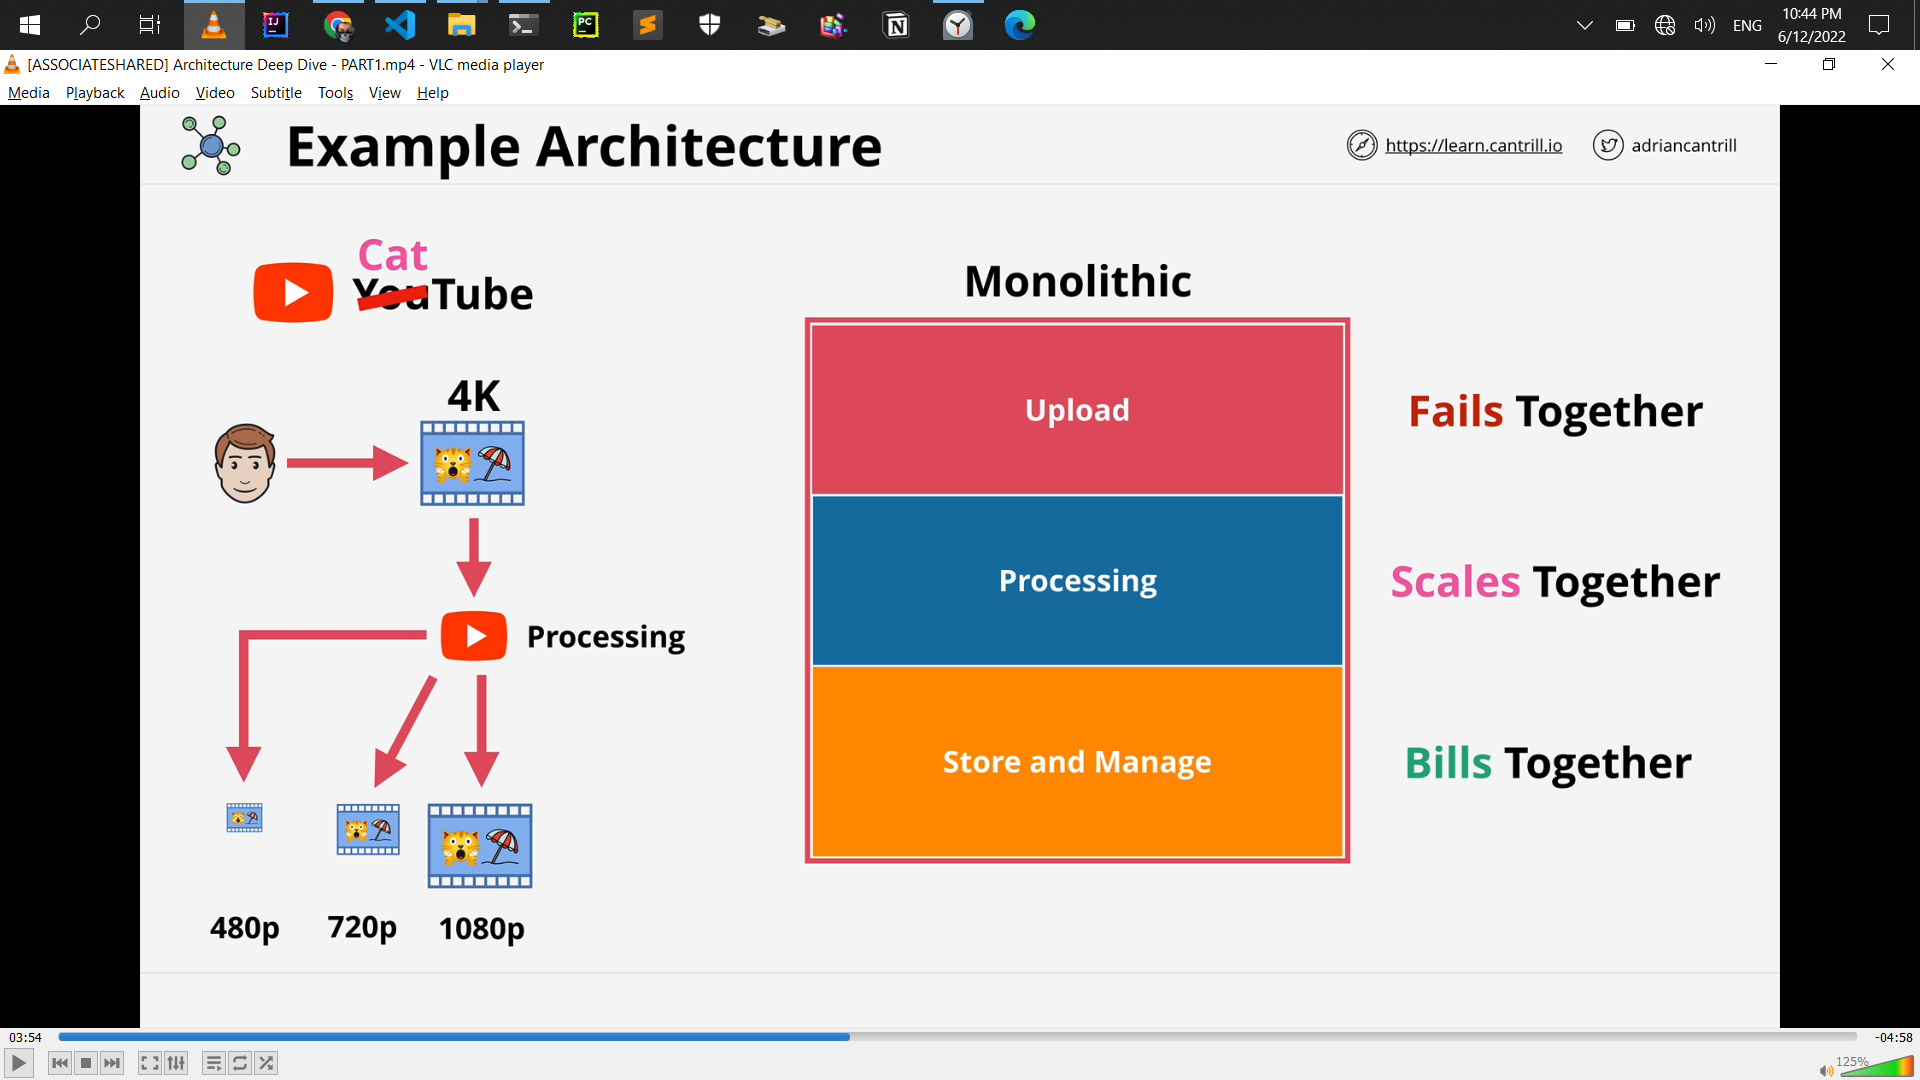 ENG
10:44 PM
6/12/2022
[ASSOCIATESHARED] Architecture Deep Dive - PART1.mp4 - VLC media player
Media Playback Audio Video Subtitle Tools View Help
Example Architecture
https://learn.cantrill.io
adriancantrill
Cat
YouTube
Monolithic
4K
Upload
Fails Together
Processing
Scales Together
Processing
Store and Manage
Bills Together
480p 720p 1080p
03:54
-04:58
125%